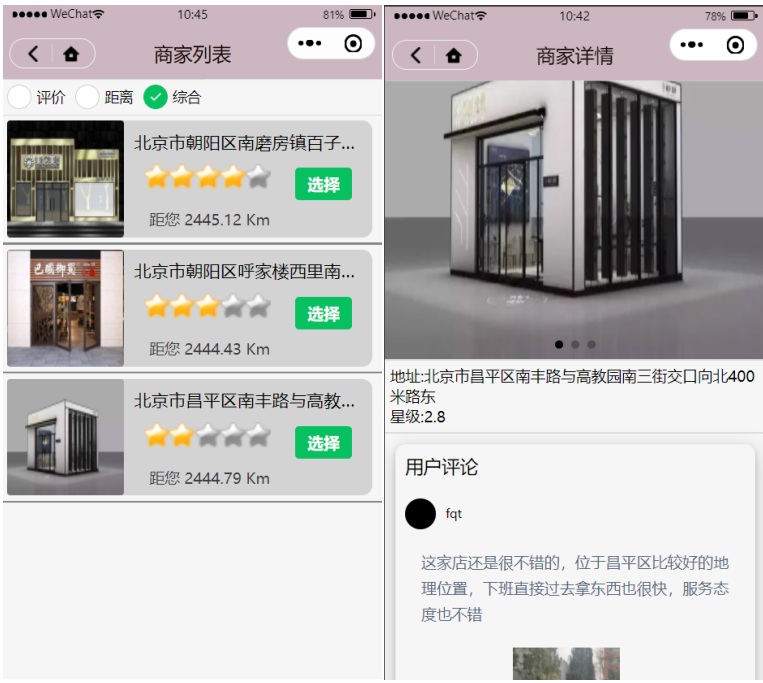 ●●●●● WeChat 10:45 81%
商家列表
评价 距离 综合
北京市朝阳区南磨房镇百子...
选择
距您 2445.12 Km
巴蜀御苑
北京市朝阳区呼家楼西里南...
选择
距您 2444.43 Km
北京市昌平区南丰路与高教...
选择
距您 2444.79 Km
●●●●● WeChat 10:42 78%
商家详情
地址:北京市昌平区南丰路与高教园南三街交口向北400
米路东
星级:2.8
用户评论
fqt
这家店还是很不错的，位于昌平区比较好的地
理位置，下班直接过去拿东西也很快，服务态
度也不错